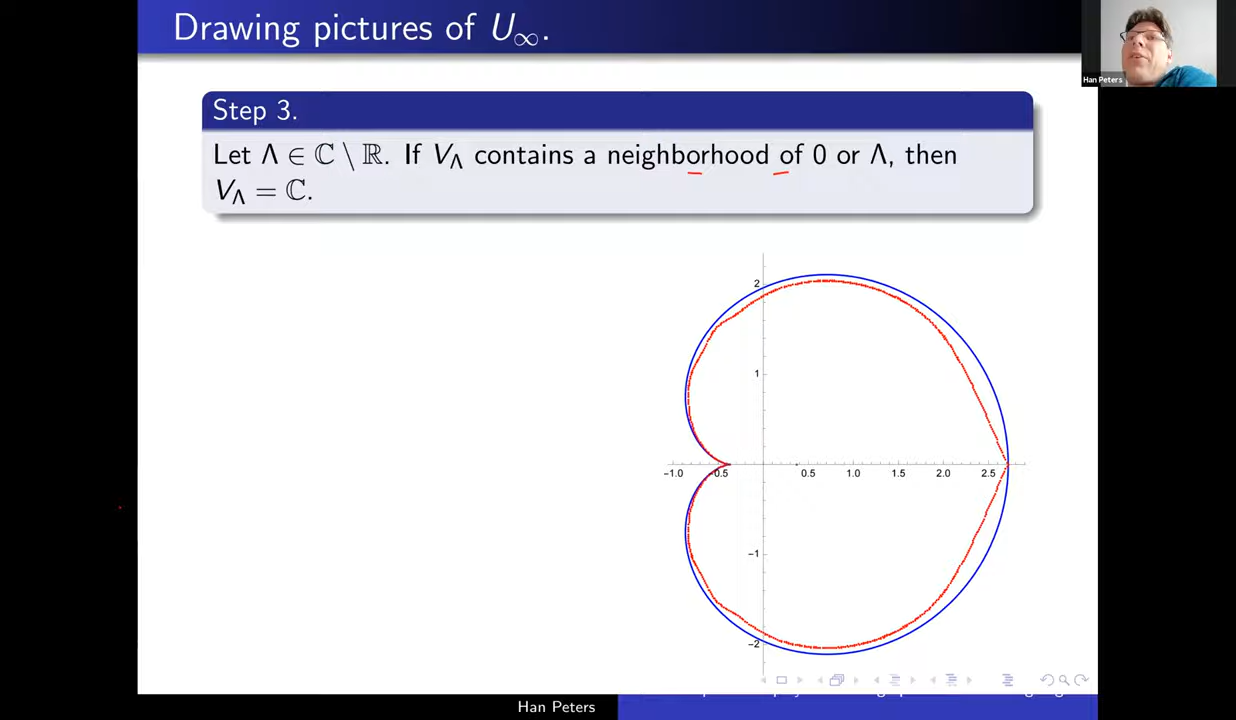 Drawing pictures of U∞.
Han Peters
Step 3.
Let Λ ∈ ℂ \ ℝ. If V_Λ contains a neighborhood of 0 or Λ, then
V_Λ = ℂ.
2
1
−1.0 −0.5 0.5 1.0 1.5 2.0 2.5
−1
−2
Han Peters